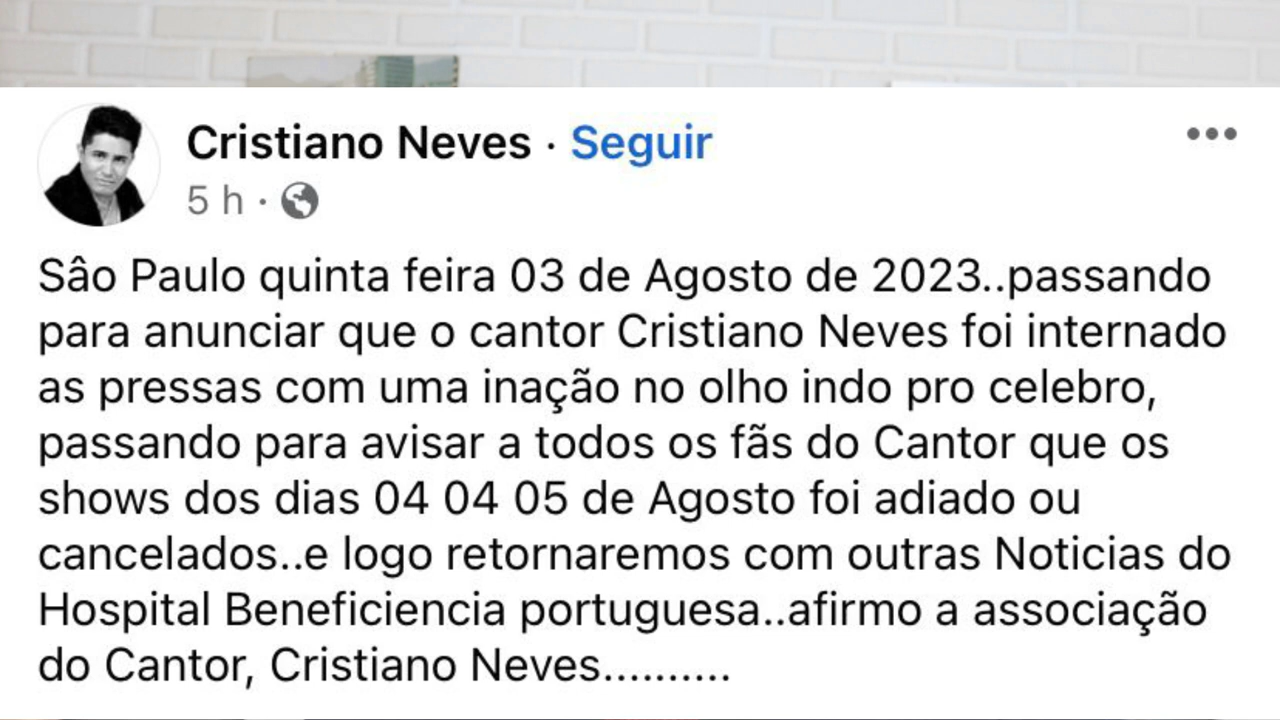 Cristiano Neves · Seguir
5 h ·
Sâo Paulo quinta feira 03 de Agosto de 2023..passando
para anunciar que o cantor Cristiano Neves foi internado
as pressas com uma inação no olho indo pro celebro,
passando para avisar a todos os fãs do Cantor que os
shows dos dias 04 04 05 de Agosto foi adiado ou
cancelados..e logo retornaremos com outras Noticias do
Hospital Beneficiencia portuguesa..afirmo a associação
do Cantor, Cristiano Neves..........